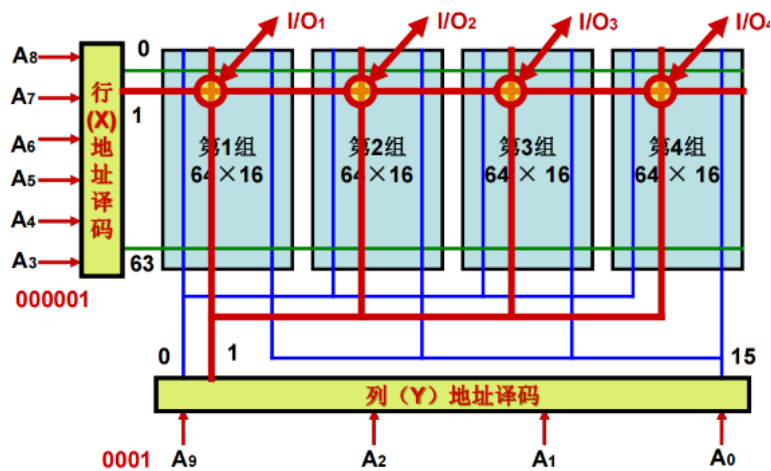 I/O1 I/O2 I/O3 I/O4
A8 0
A7 1
A6
A5
A4
A3 63
行(X)地址译码
第1组 第2组 第3组 第4组
64×16 64×16 64×16 64×16
000001
0 1 15
列（Y）地址译码
0001 A9 A2 A1 A0